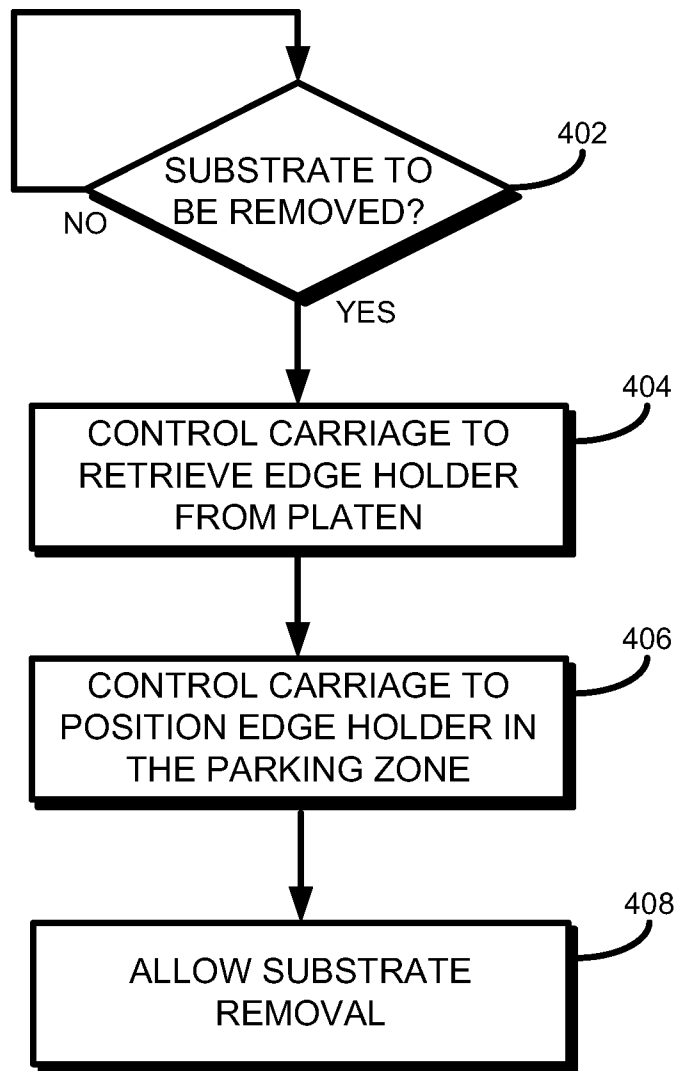 402
SUBSTRATE TO
BE REMOVED?
NO
YES
404
CONTROL CARRIAGE TO
RETRIEVE EDGE HOLDER
FROM PLATEN
406
CONTROL CARRIAGE TO
POSITION EDGE HOLDER IN
THE PARKING ZONE
408
ALLOW SUBSTRATE
REMOVAL